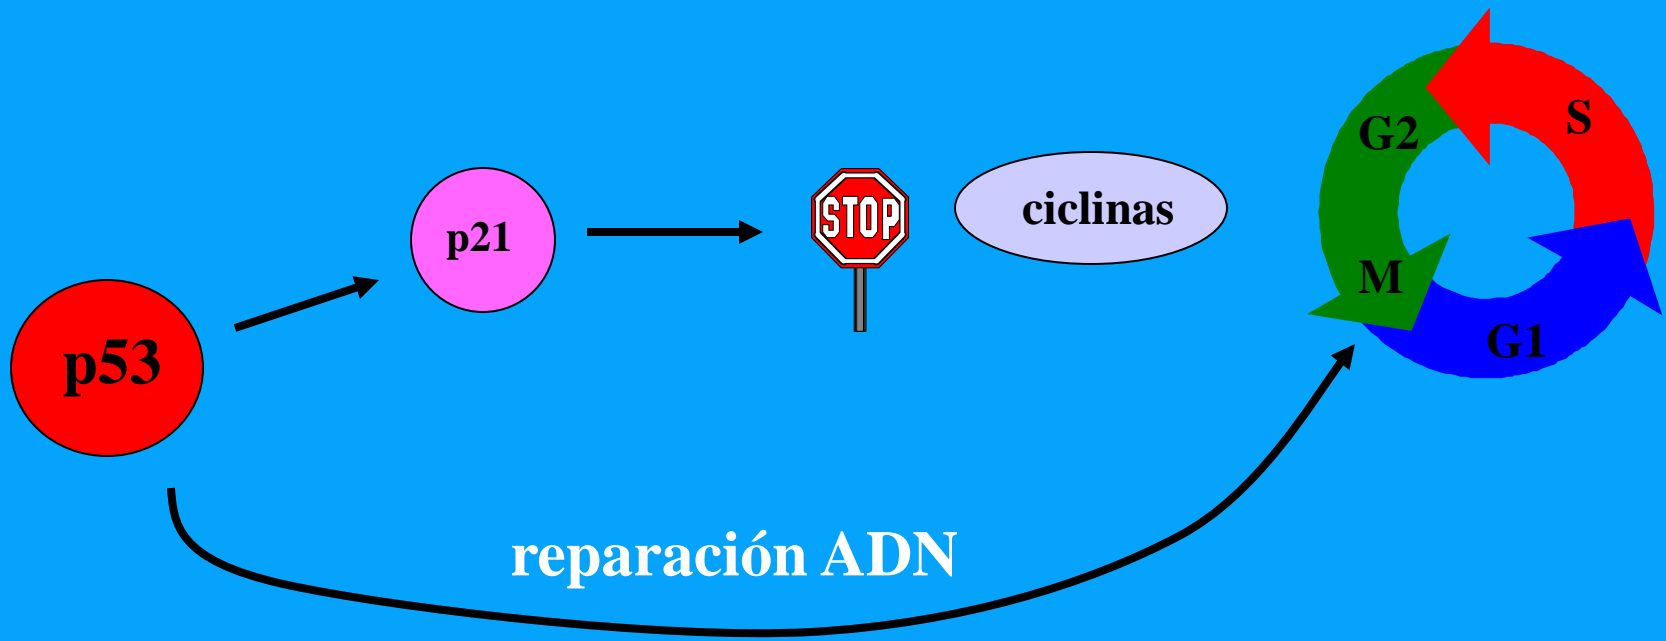 p53
p21
STOP
ciclinas
G2
S
M
G1
reparación ADN